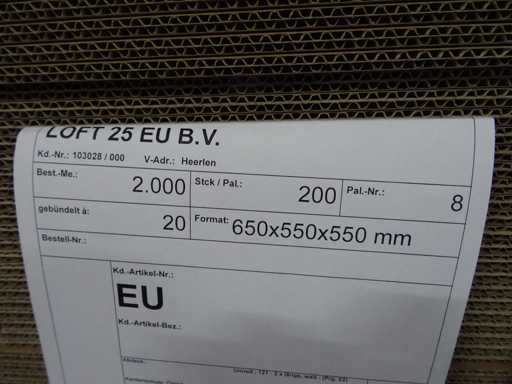 LOFT 25 EU B.V.
Kd.-Nr.: 103028 / 000 V-Adr.: Heerlen
Best.-Me.: 2.000 Stck / Pal.: 200 Pal.-Nr.: 8
gebündelt à: 20 Format: 650x550x550 mm
Bestell-Nr.:
Kd.-Artikel-Nr.:
EU
Kd.-Artikel-Bez.: